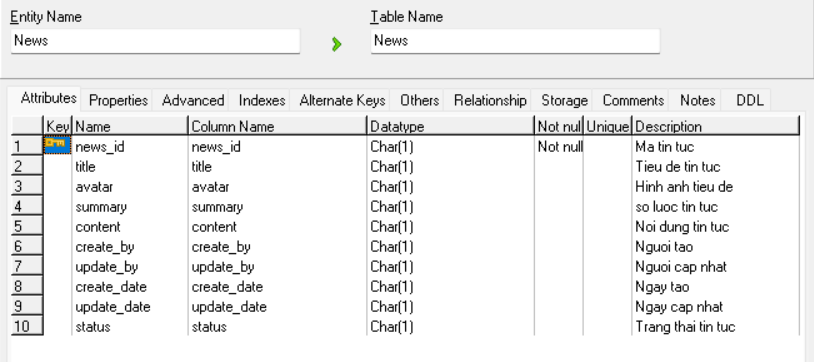 Entity Name Table Name
News News
Attributes Properties Advanced Indexes Alternate Keys Others Relationship Storage Comments Notes DDL
Key Name Column Name Datatype Not nul Unique Description
1 news_id news_id Char(1) Not null Ma tin tuc
2 title title Char(1) Tieu de tin tuc
3 avatar avatar Char(1) Hinh anh tieu de
4 summary summary Char(1) so luoc tin tuc
5 content content Char(1) Noi dung tin tuc
6 create_by create_by Char(1) Nguoi tao
7 update_by update_by Char(1) Nguoi cap nhat
8 create_date create_date Char(1) Ngay tao
9 update_date update_date Char(1) Ngay cap nhat
10 status status Char(1) Trang thai tin tuc